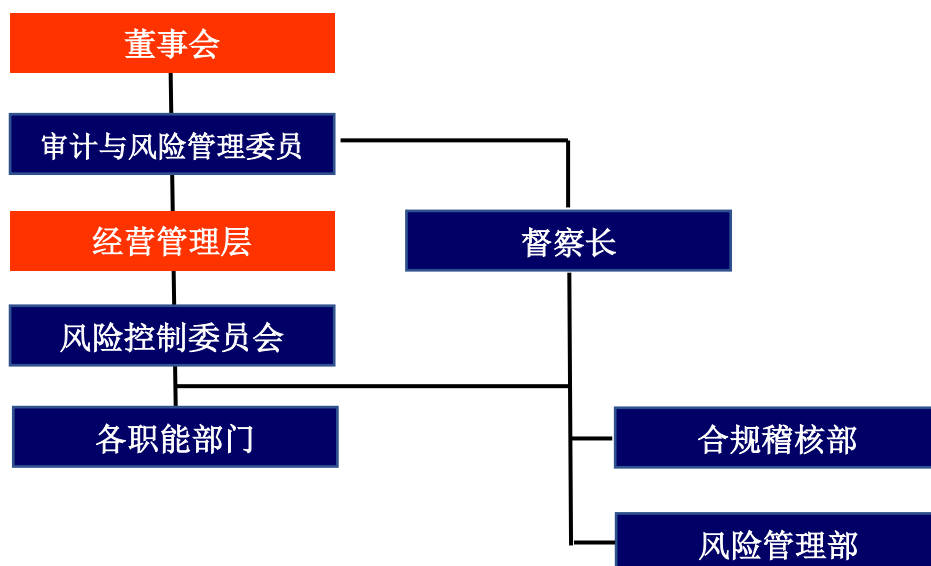 董事会
审计与风险管理委员
经营管理层
督察长
风险控制委员会
各职能部门
合规稽核部
风险管理部